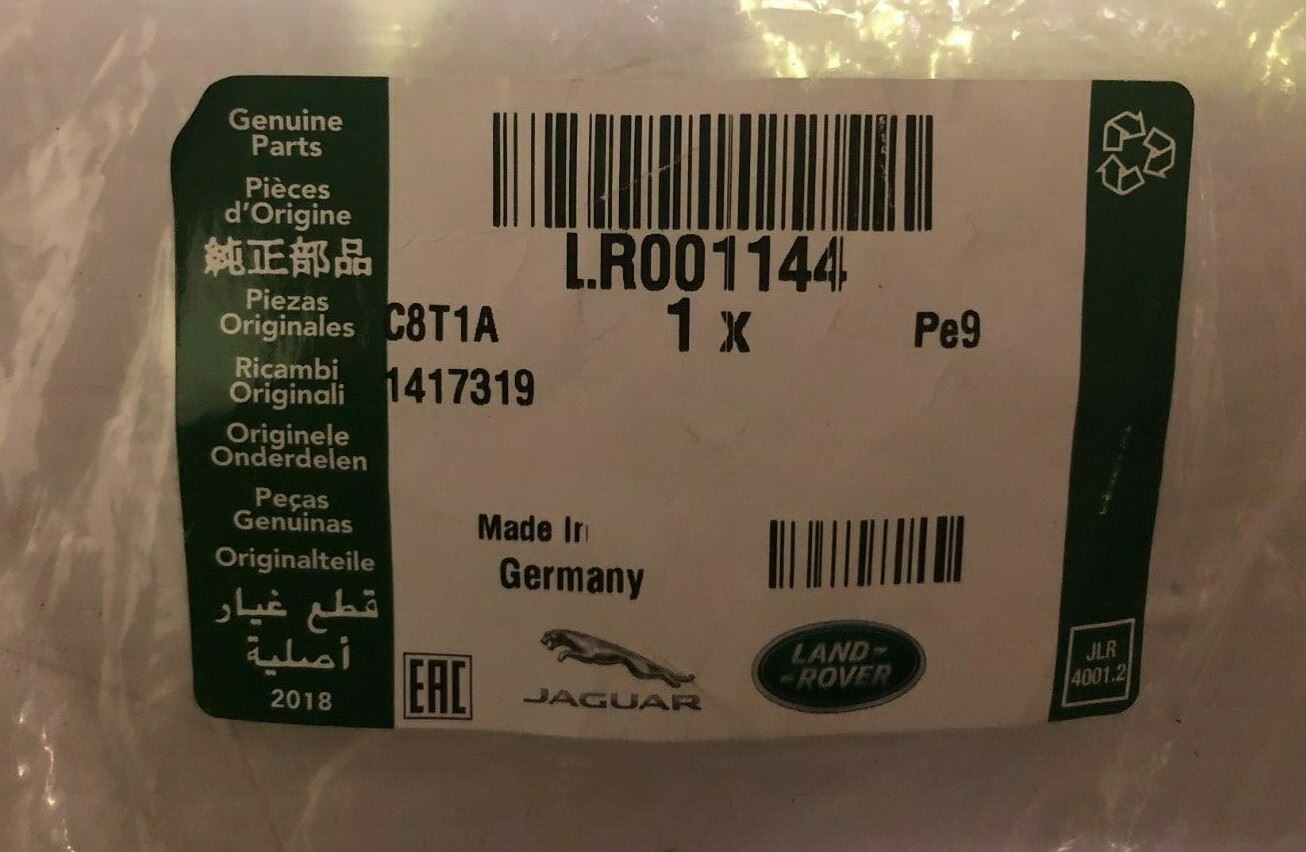 Genuine
Parts
Pièces
d'Origine
純正部品
Piezas
Originales
Ricambi
Originali
Originele
Onderdelen
Peças
Genuinas
Originalteile
قطع غيار
أصلية
2018
LR001144
C8T1A 1 x Pe9
1417319
Made In
Germany
EAC
JAGUAR
LAND-
-ROVER
JLR
4001.2